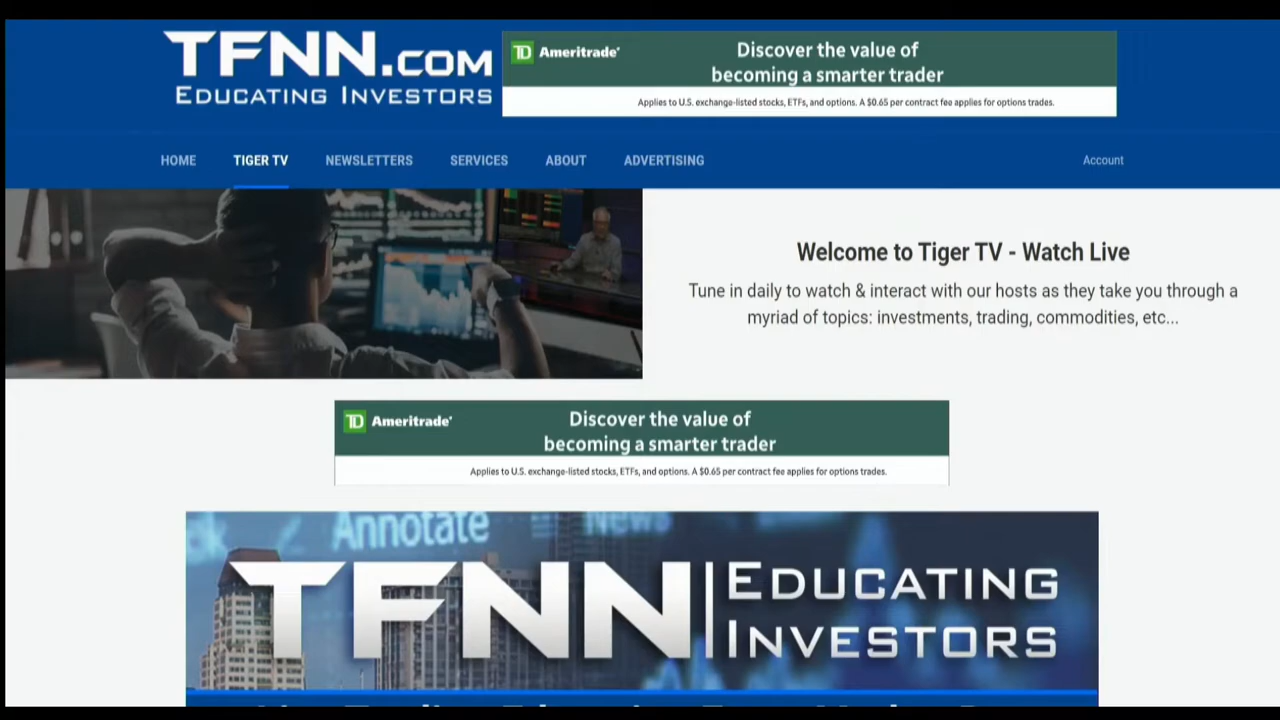 TFNN.COM
EDUCATING INVESTORS
TD Ameritrade
Discover the value of
becoming a smarter trader
Applies to U.S. exchange-listed stocks, ETFs, and options. A $0.65 per contract fee applies for options trades.
HOME TIGER TV NEWSLETTERS SERVICES ABOUT ADVERTISING Account
Welcome to Tiger TV - Watch Live
Tune in daily to watch & interact with our hosts as they take you through a
myriad of topics: investments, trading, commodities, etc...
TD Ameritrade
Discover the value of
becoming a smarter trader
Applies to U.S. exchange-listed stocks, ETFs, and options. A $0.65 per contract fee applies for options trades.
ck Annotate News
TFNN EDUCATING
INVESTORS